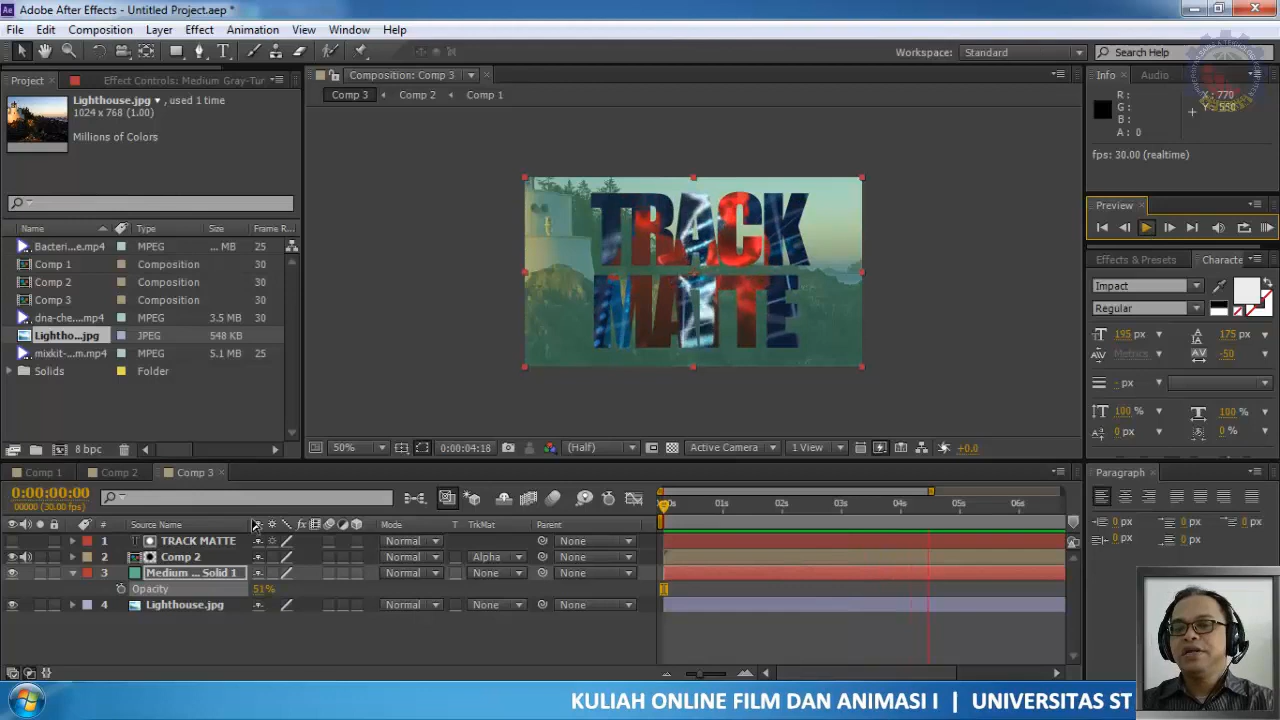 Adobe After Effects - Untitled Project.aep *
File Edit Composition Layer Effect Animation View Window Help
Workspace: Standard Search Help
Project Effect Controls: Medium Gray-Tur
Composition: Comp 3
Info Audio
Comp 3 Comp 2 Comp 1
Lighthouse.jpg , used 1 time
1024 x 768 (1.00)
Millions of Colors
R :
G :
B :
A : 0
X : 770
Y : 550
fps: 30.00 (realtime)
Preview
Name Type Size Frame R...
Bacteri...e.mp4 MPEG ... MB 25
Comp 1 Composition 30
Comp 2 Composition 30
Comp 3 Composition 30
dna-che....mp4 MPEG 3.5 MB 30
Lightho...jpg JPEG 548 KB
mixkit-...m.mp4 MPEG 5.1 MB 25
Solids Folder
8 bpc
TRACK
MATTE
50% 0:00:04:18 (Half) Active Camera 1 View +0.0
Effects & Presets Characte
Impact
Regular
195 px 175 px
Metrics -50
- px
100 % 100 %
0 px 0 %
Comp 1 Comp 2 Comp 3
0:00:00:00
00000 (30.00 fps)
0s 01s 02s 03s 04s 05s 06s
# Source Name fx Mode T TrkMat Parent
1 T TRACK MATTE Normal None
2 Comp 2 Normal Alpha None
3 Medium ... Solid 1 Normal None None
Opacity 51%
4 Lighthouse.jpg Normal None None
Paragraph
0 px 0 px 0 px
0 px 0 px
KULIAH ONLINE FILM DAN ANIMASI I | UNIVERSITAS ST